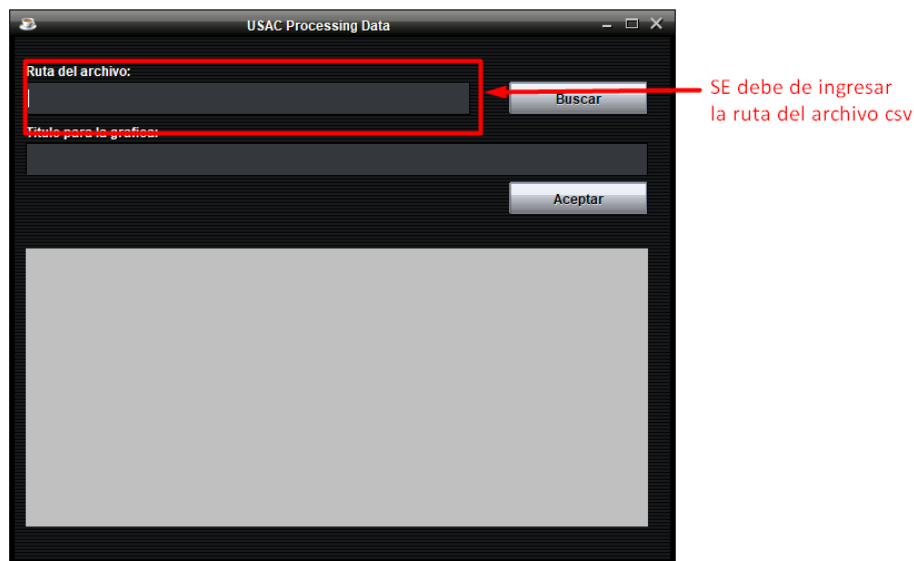 USAC Processing Data
Ruta del archivo:
Buscar
SE debe de ingresar
la ruta del archivo csv
Titulo para la grafica:
Aceptar